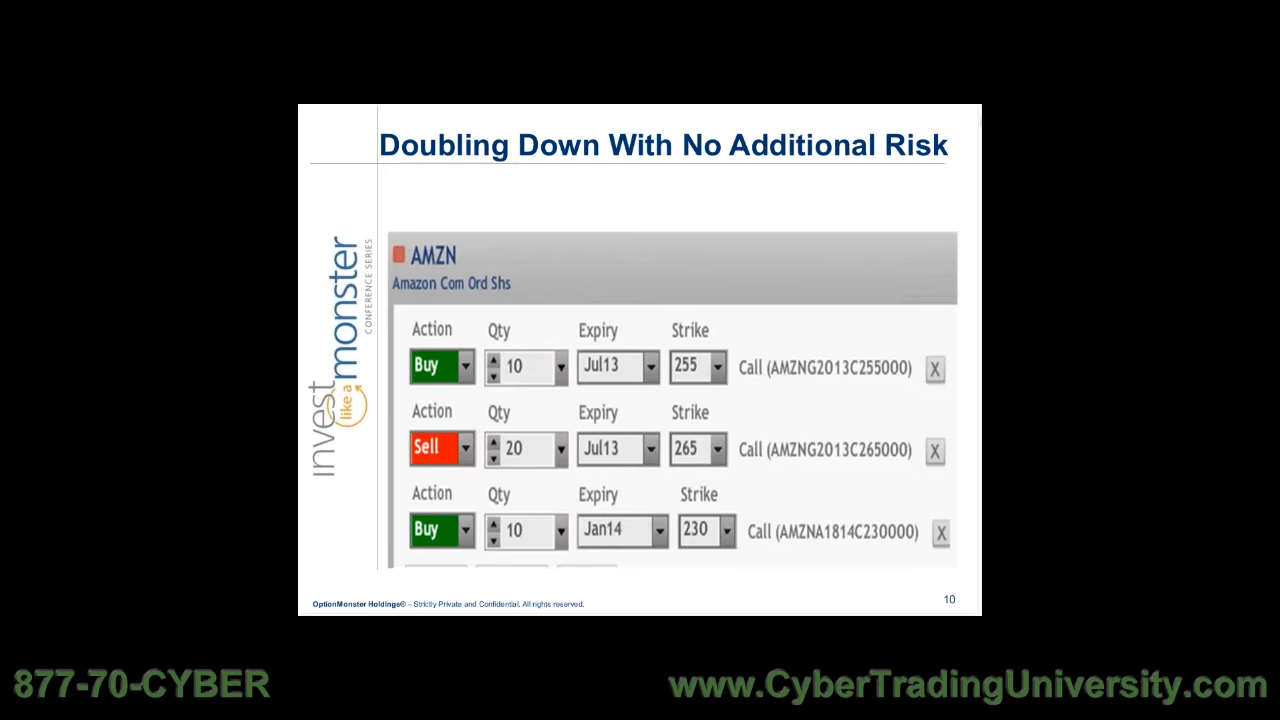 Doubling Down With No Additional Risk
invest like a monster
CONFERENCE SERIES
AMZN
Amazon Com Ord Shs
Action Qty Expiry Strike
Buy 10 Jul13 255 Call (AMZNG2013C255000) X
Action Qty Expiry Strike
Sell 20 Jul13 265 Call (AMZNG2013C265000) X
Action Qty Expiry Strike
Buy 10 Jan14 230 Call (AMZNA1814C230000) X
OptionMonster Holdings© – Strictly Private and Confidential. All rights reserved.
10
877-70-CYBER
www.CyberTradingUniversity.com